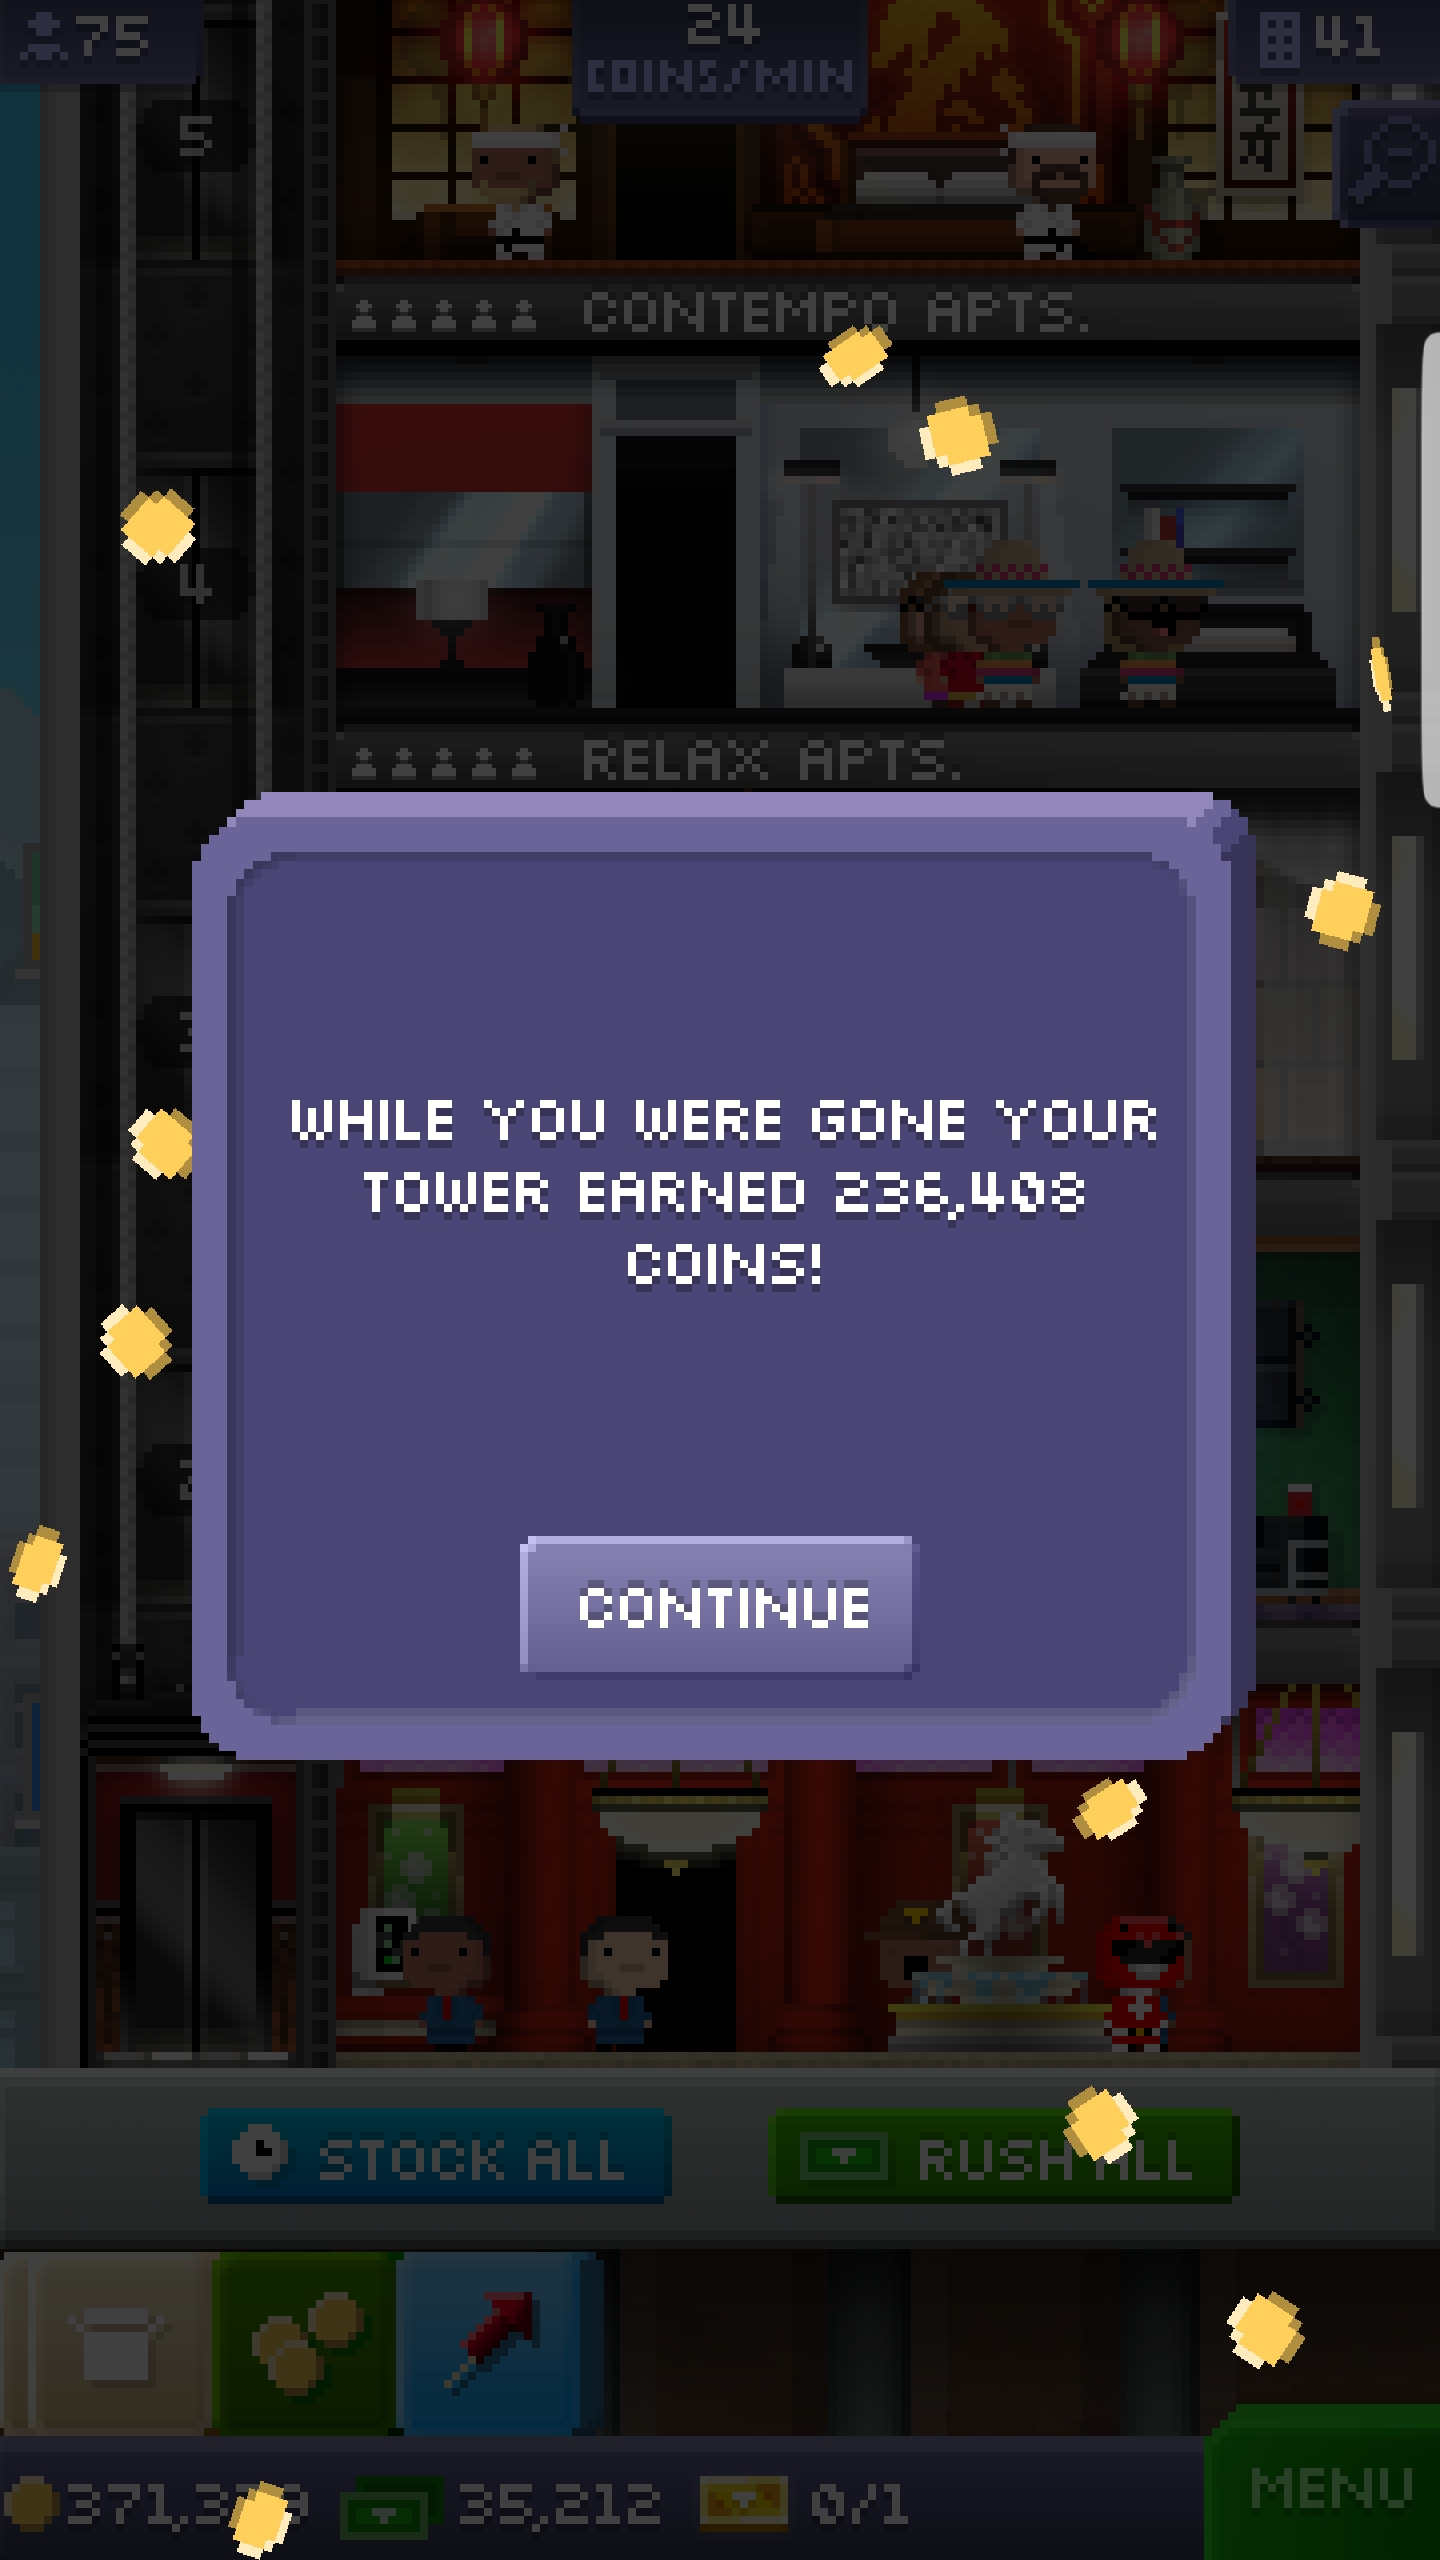 75
24
COINS/MIN
41
5
CONTEMPO APTS.
4
RELAX APTS.
WHILE YOU WERE GONE YOUR
TOWER EARNED 236,408
COINS!
CONTINUE
STOCK ALL
RUSH ALL
35,212
0/1
MENU